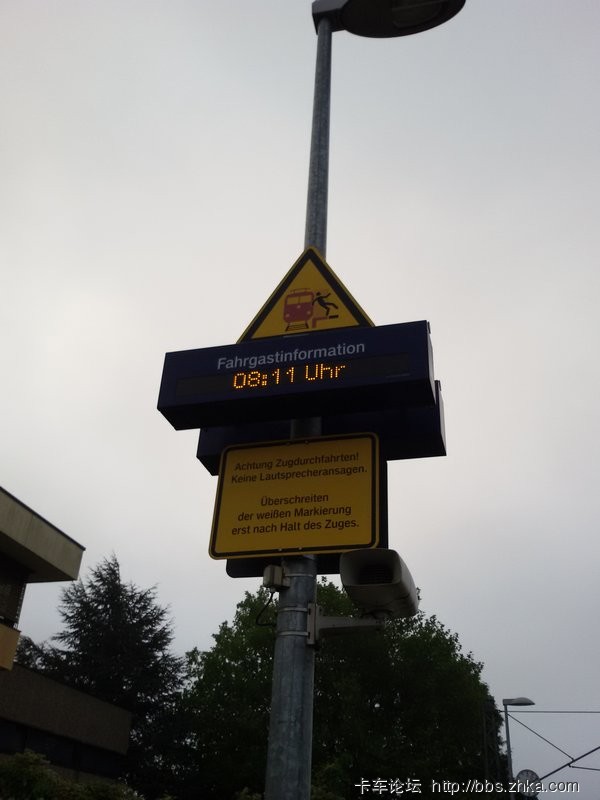 Fahrgastinformation
08:11 Uhr
Achtung Zugdurchfahrten!
Keine Lautsprecheransagen.
Überschreiten
der weißen Markierung
erst nach Halt des Zuges.
卡车论坛 http://bbs.zhka.com